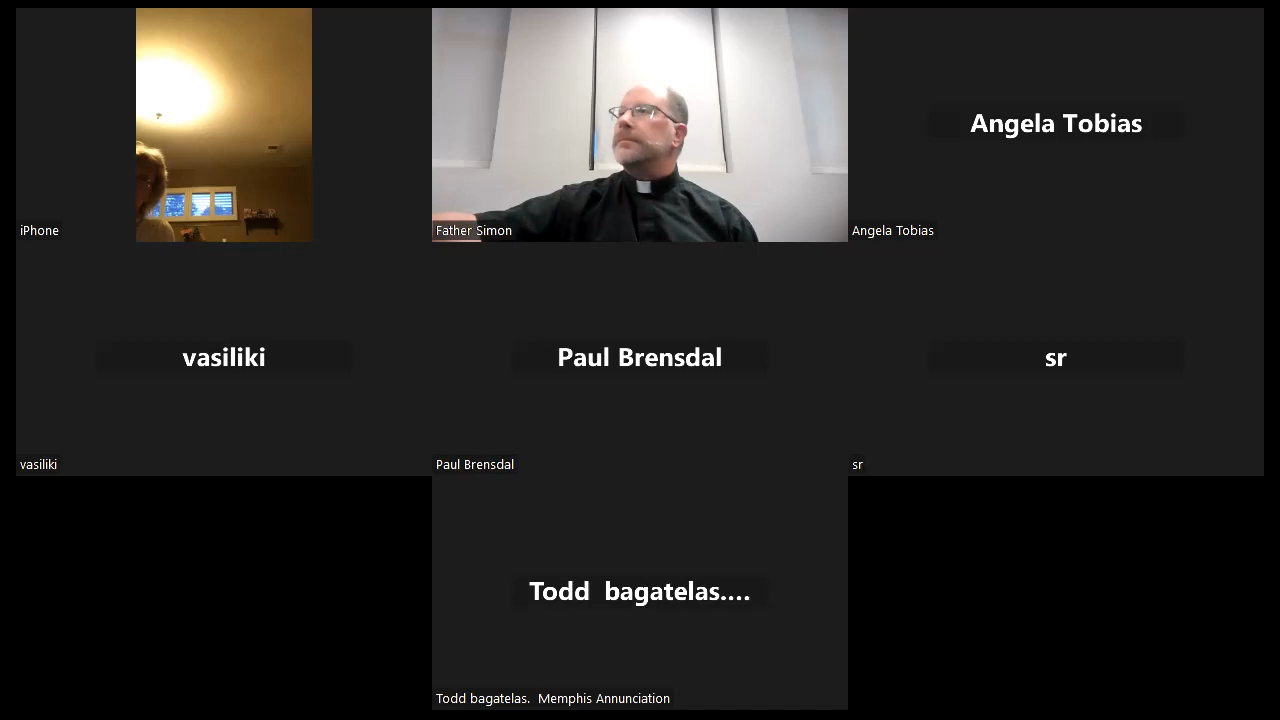 iPhone
Father Simon
Angela Tobias
Angela Tobias
vasiliki
vasiliki
Paul Brensdal
Paul Brensdal
sr
sr
Todd  bagatelas....
Todd bagatelas.  Memphis Annunciation